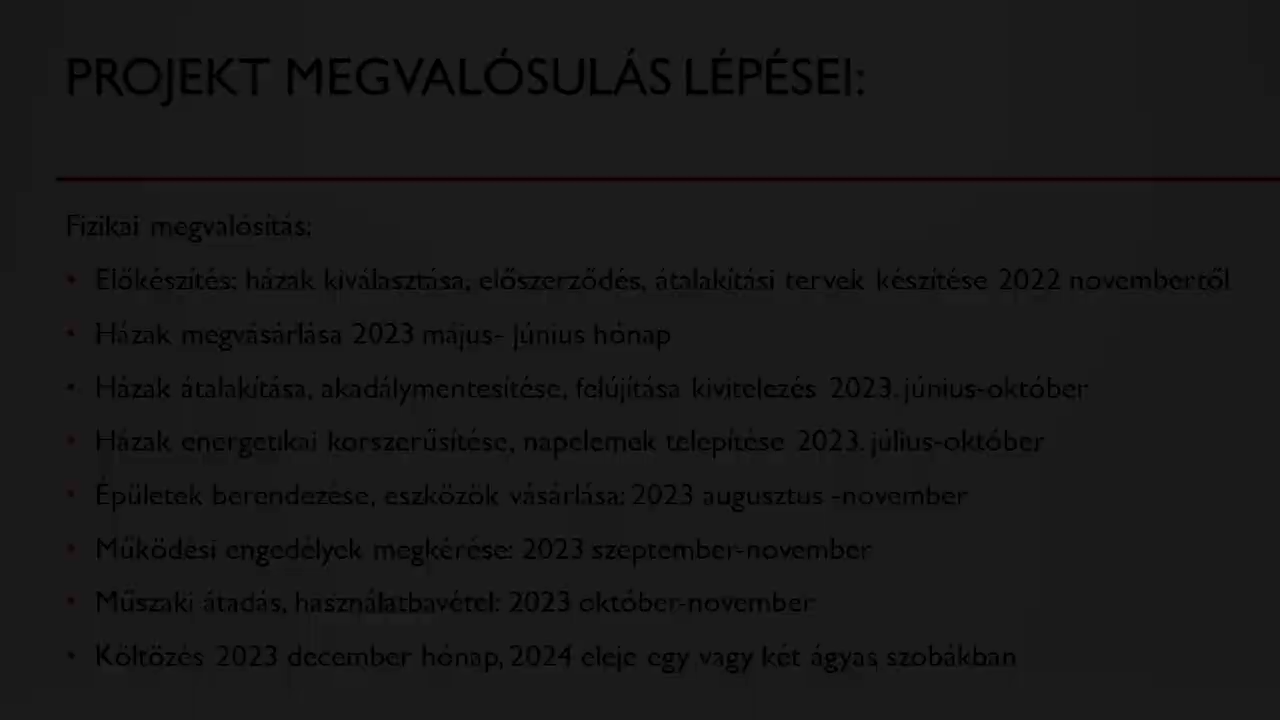 PROJEKT MEGVALÓSULÁS LÉPÉSEI:
Fizikai megvalósítás:
• Előkészítés: házak kiválasztása, előszerződés, átalakítási tervek készítése 2022 novembertől
• Házak megvásárlása 2023 május- Június hónap
• Házak átalakítása, akadálymentesítése, felújítása kivitelezés 2023. június-október
• Házak energetikai korszerűsítése, napelemek telepítése 2023. július-október
• Épületek berendezése, eszközök vásárlása: 2023 augusztus -november
• Működési engedélyek megkérése: 2023 szeptember-november
• Műszaki átadás, használatbavétel: 2023 október-november
• Költözés 2023 december hónap, 2024 eleje egy vagy két ágyas szobákban